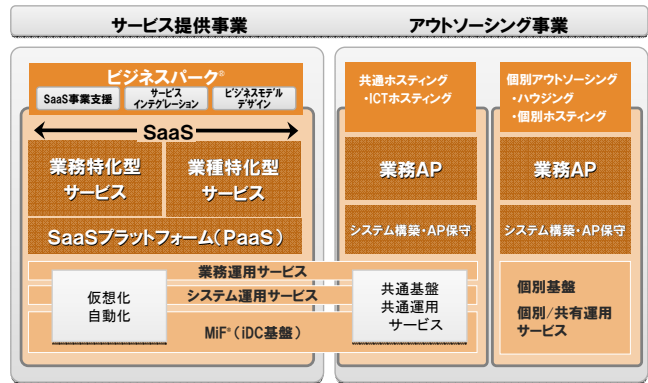 サービス提供事業
アウトソーシング事業
ビジネスパーク®
SaaS事業支援
サービス
インテグレーション
ビジネスモデル
デザイン
SaaS
業務特化型
サービス
業種特化型
サービス
SaaSプラットフォーム(PaaS)
共通ホスティング
・ICTホスティング
業務AP
システム構築・AP保守
個別アウトソーシング
・ハウジング
・個別ホスティング
業務AP
システム構築・AP保守
業務運用サービス
システム運用サービス
MiF®(iDC基盤)
仮想化
自動化
共通基盤
共通運用
サービス
個別基盤
個別/共有運用
サービス